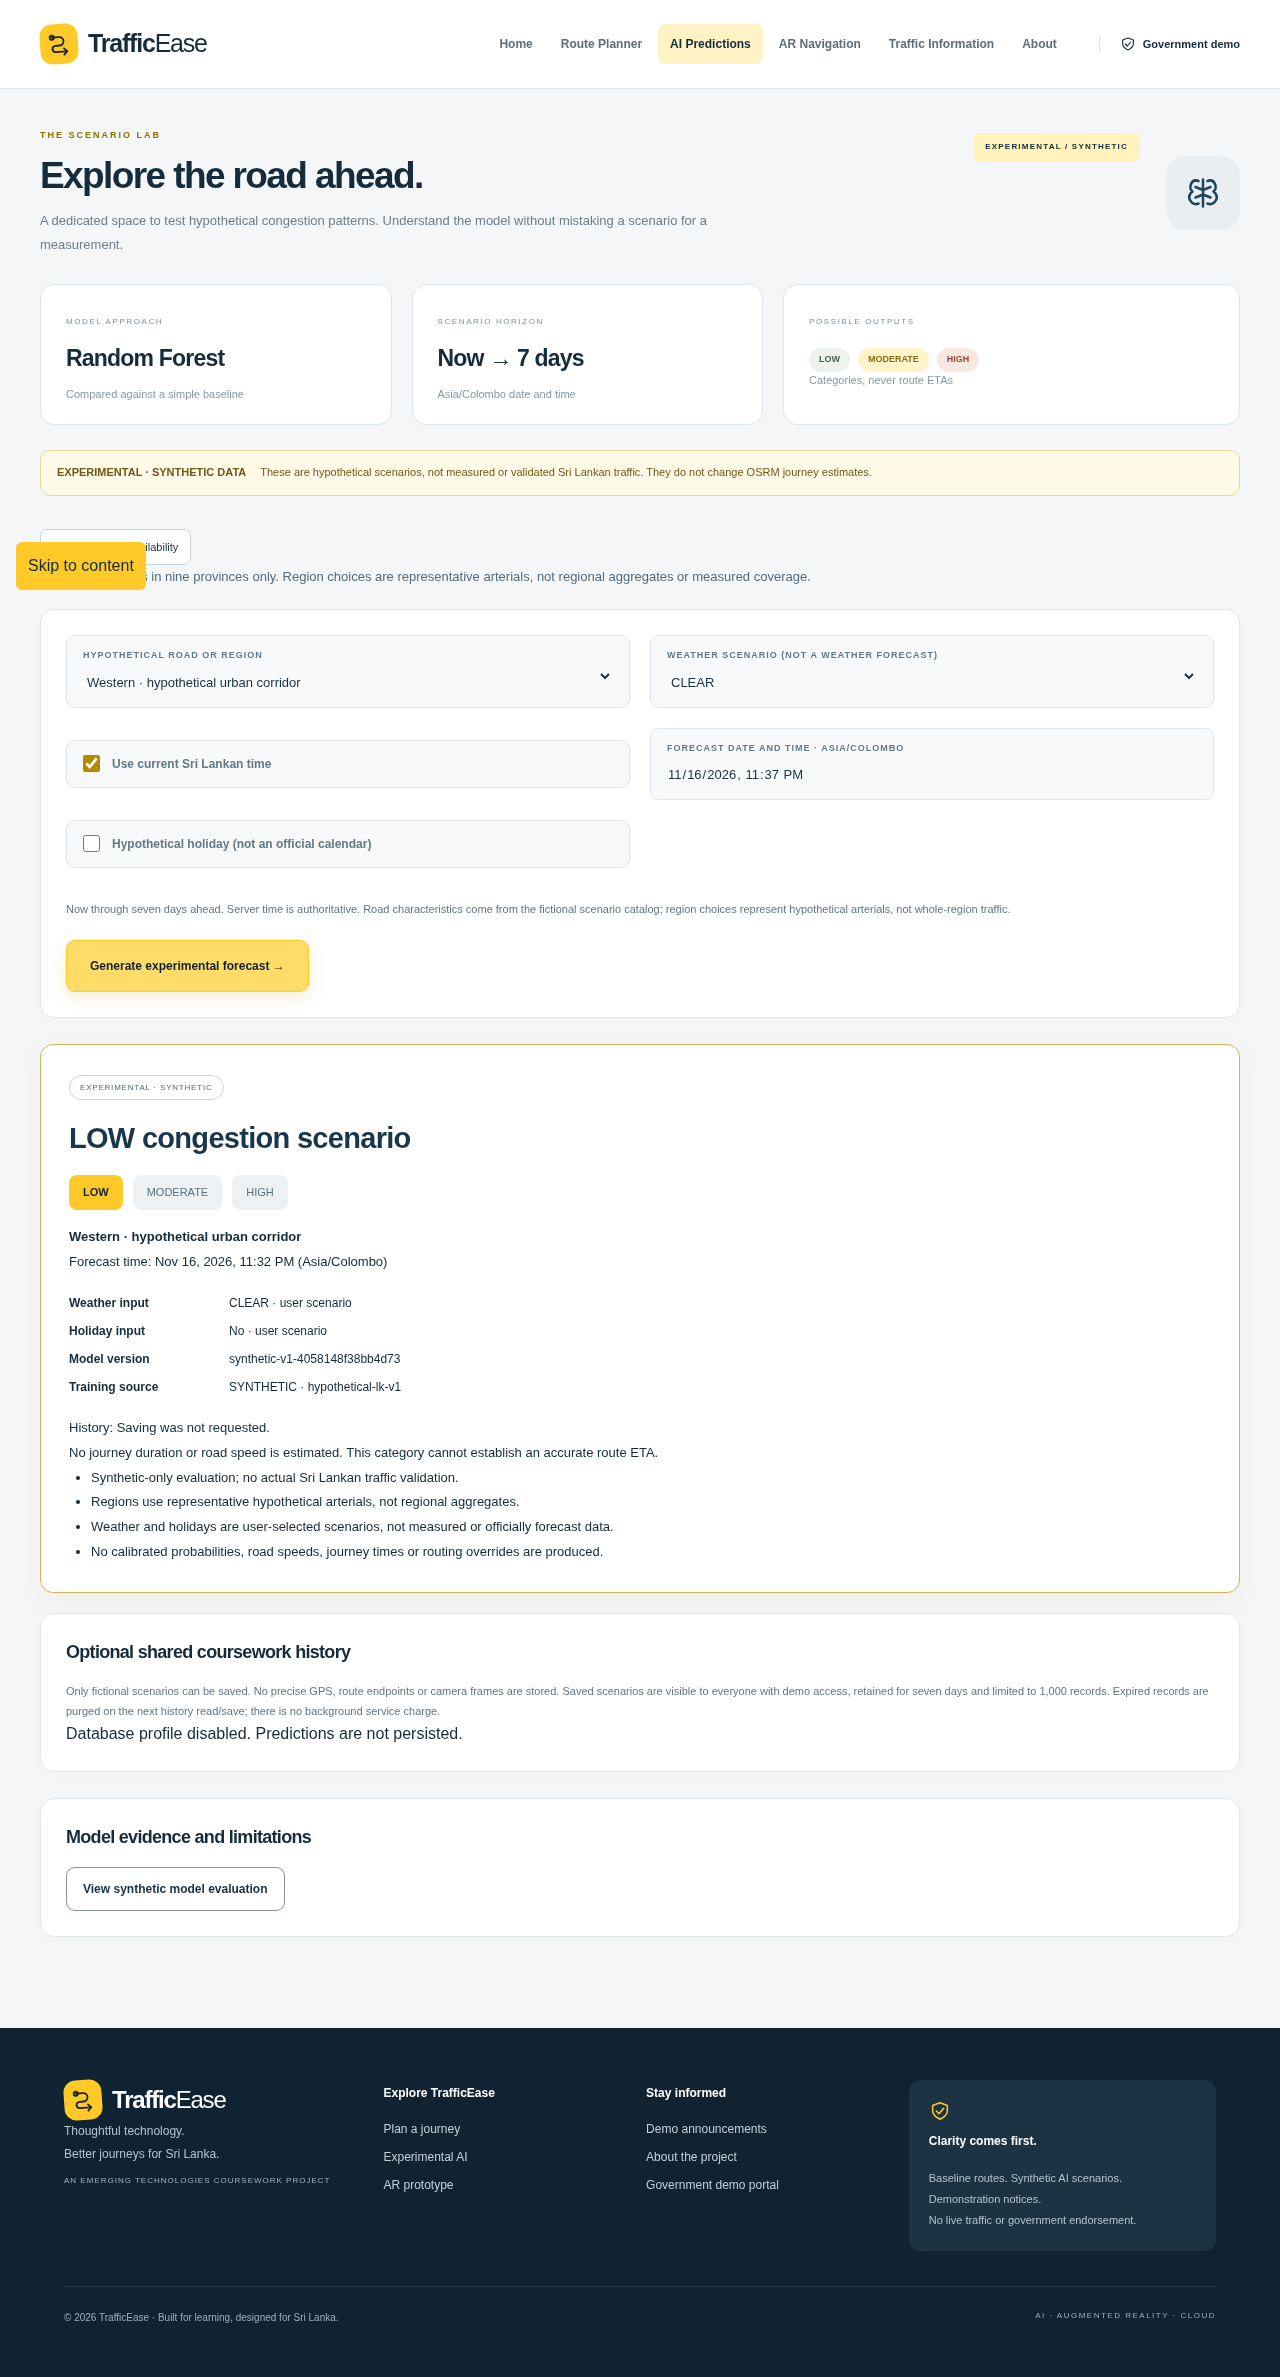 TrafficEase
Home
Route Planner
AI Predictions
AR Navigation
Traffic Information
About
Government demo
THE SCENARIO LAB
EXPERIMENTAL / SYNTHETIC
Explore the road ahead.
A dedicated space to test hypothetical congestion patterns. Understand the model without mistaking a scenario for a
measurement.
MODEL APPROACH
Random Forest
Compared against a simple baseline
SCENARIO HORIZON
Now → 7 days
Asia/Colombo date and time
POSSIBLE OUTPUTS
LOW
MODERATE
HIGH
Categories, never route ETAs
EXPERIMENTAL · SYNTHETIC DATA These are hypothetical scenarios, not measured or validated Sri Lankan traffic. They do not change OSRM journey estimates.
Skip to content
in nine provinces only. Region choices are representative arterials, not regional aggregates or measured coverage.
HYPOTHETICAL ROAD OR REGION
Western · hypothetical urban corridor
WEATHER SCENARIO (NOT A WEATHER FORECAST)
CLEAR
Use current Sri Lankan time
FORECAST DATE AND TIME · ASIA/COLOMBO
11/16/2026, 11:37 PM
Hypothetical holiday (not an official calendar)
Now through seven days ahead. Server time is authoritative. Road characteristics come from the fictional scenario catalog; region choices represent hypothetical arterials, not whole-region traffic.
Generate experimental forecast →
EXPERIMENTAL · SYNTHETIC
LOW congestion scenario
LOW
MODERATE
HIGH
Western · hypothetical urban corridor
Forecast time: Nov 16, 2026, 11:32 PM (Asia/Colombo)
Weather input CLEAR · user scenario
Holiday input No · user scenario
Model version synthetic-v1-4058148f38bb4d73
Training source SYNTHETIC · hypothetical-lk-v1
History: Saving was not requested.
No journey duration or road speed is estimated. This category cannot establish an accurate route ETA.
• Synthetic-only evaluation; no actual Sri Lankan traffic validation.
• Regions use representative hypothetical arterials, not regional aggregates.
• Weather and holidays are user-selected scenarios, not measured or officially forecast data.
• No calibrated probabilities, road speeds, journey times or routing overrides are produced.
Optional shared coursework history
Only fictional scenarios can be saved. No precise GPS, route endpoints or camera frames are stored. Saved scenarios are visible to everyone with demo access, retained for seven days and limited to 1,000 records. Expired records are
purged on the next history read/save; there is no background service charge.
Database profile disabled. Predictions are not persisted.
Model evidence and limitations
View synthetic model evaluation
TrafficEase
Thoughtful technology.
Better journeys for Sri Lanka.
AN EMERGING TECHNOLOGIES COURSEWORK PROJECT
Explore TrafficEase
Plan a journey
Experimental AI
AR prototype
Stay informed
Demo announcements
About the project
Government demo portal
Clarity comes first.
Baseline routes. Synthetic AI scenarios.
Demonstration notices.
No live traffic or government endorsement.
© 2026 TrafficEase · Built for learning, designed for Sri Lanka.
AI · AUGMENTED REALITY · CLOUD